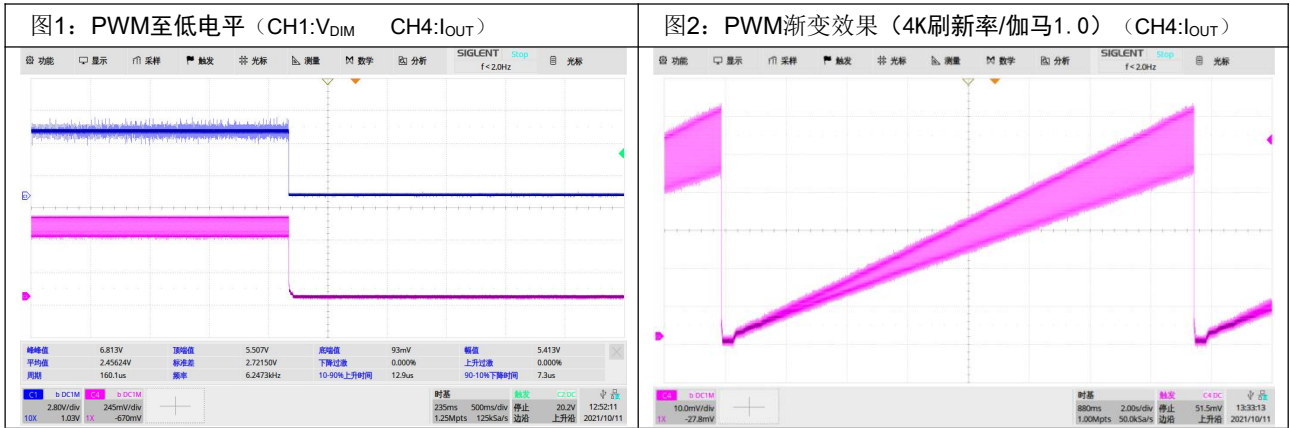 图1：PWM至低电平（CH1:VDIM CH4:IOUT）
功能 显示 采样 触发 光标 测量 数学 分析 SIGLENT Stop 光标
f < 2.0Hz
峰峰值 6.813V 顶端值 5.507V 底端值 93mV 幅值 5.413V
平均值 2.45624V 标准差 2.72150V 下降过激 0.000% 上升过激 0.000%
周期 160.1us 频率 6.2473kHz 10-90%上升时间 12.9us 90-10%下降时间 7.3us
C1 b DC1M C4 b DC1M 时基 触发 C2 DC
2.80V/div 245mV/div 235ms 500ms/div 停止 20.2V 12:52:11
10X 1.03V 1X -670mV 1.25Mpts 125kSa/s 边沿 上升沿 2021/10/11
图2：PWM渐变效果（4K刷新率/伽马1.0）（CH4:IOUT）
功能 显示 采样 触发 光标 测量 数学 分析 SIGLENT Stop 光标
f < 2.0Hz
C4 b DC1M 时基 触发 C4 DC
10.0mV/div 880ms 2.00s/div 停止 51.5mV 13:33:13
1X -27.8mV 1.00Mpts 50.0kSa/s 边沿 上升沿 2021/10/11